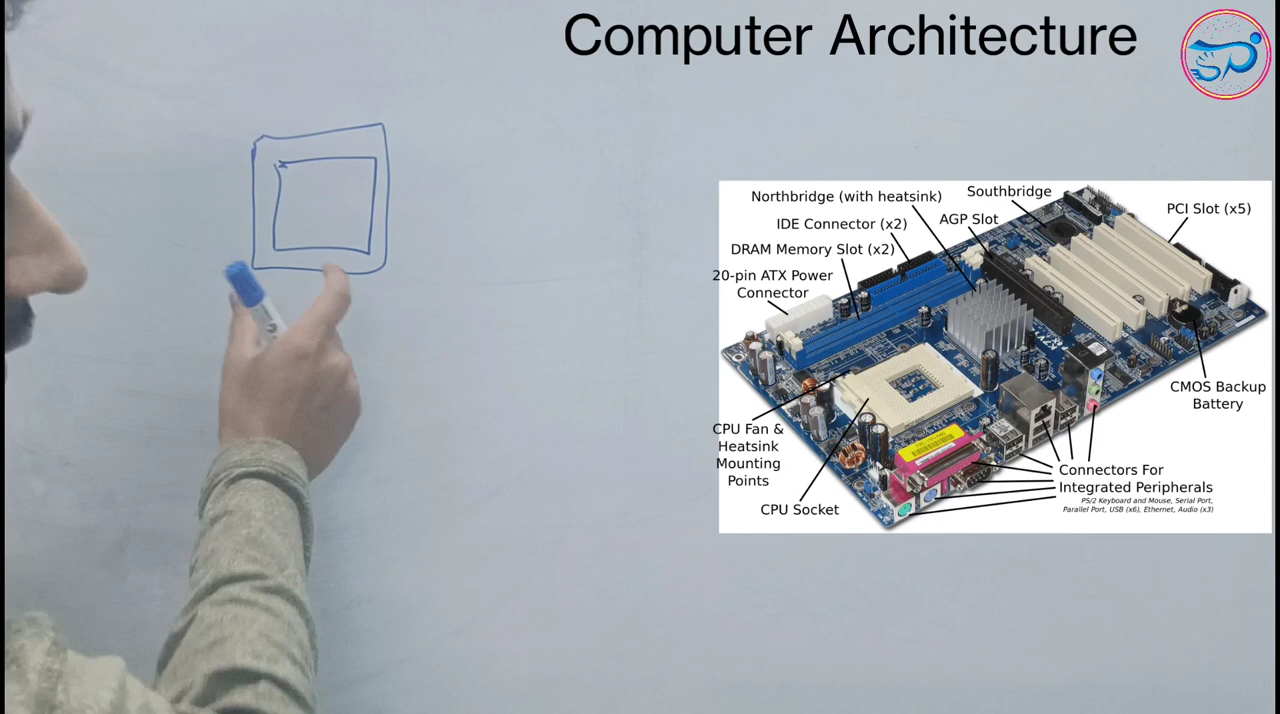 Computer Architecture
Northbridge (with heatsink)
Southbridge
IDE Connector (x2)
AGP Slot
PCI Slot (x5)
DRAM Memory Slot (x2)
20-pin ATX Power
Connector
CMOS Backup
Battery
CPU Fan &
Heatsink
Mounting
Points
CPU Socket
Connectors For
Integrated Peripherals
PS/2 Keyboard and Mouse, Serial Port,
Parallel Port, USB (x6), Ethernet, Audio (x3)